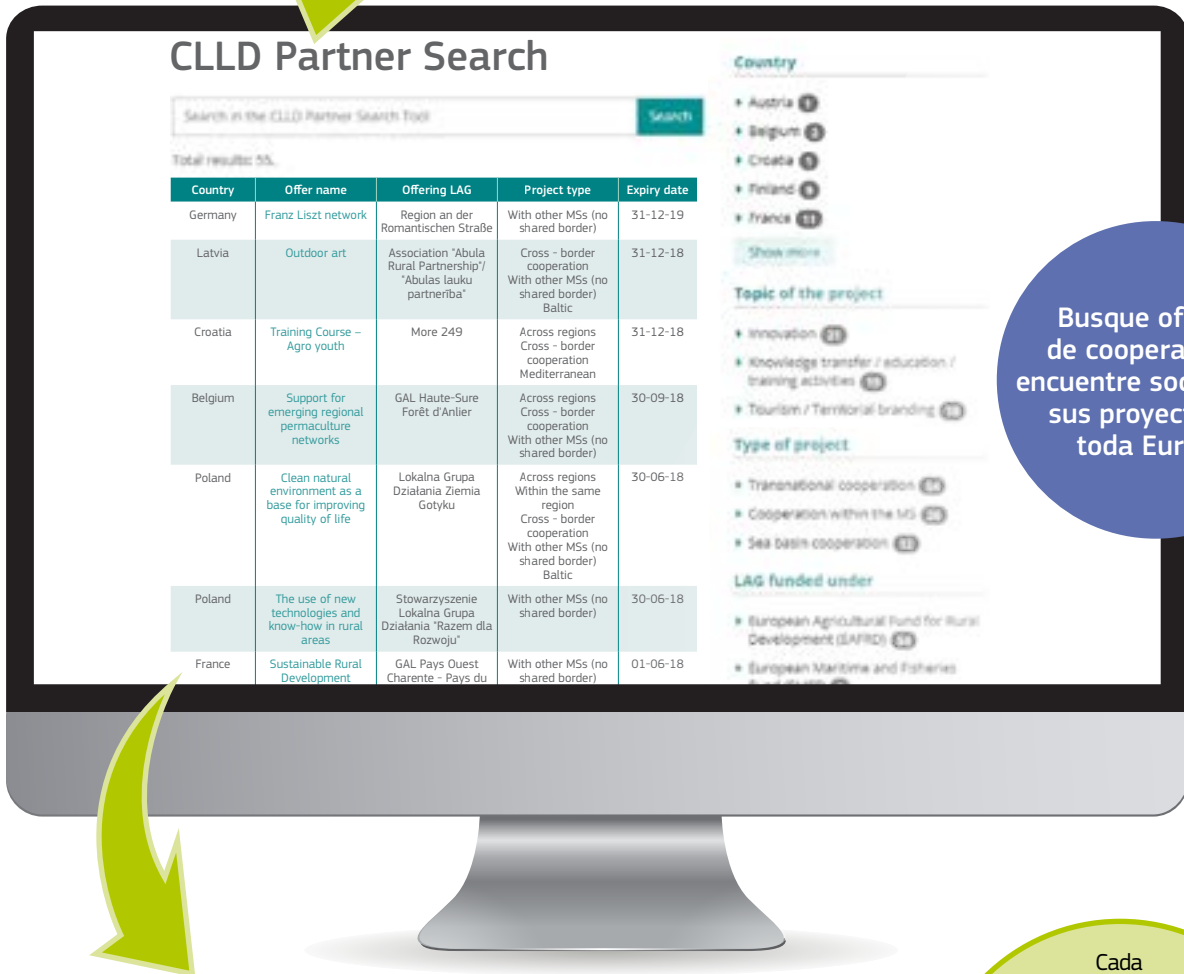 CLLD Partner Search
Search in the CLLD Partner Search Tool
Search
Total results: 55.
Country Offer name Offering LAG Project type Expiry date
Germany Franz Liszt network Region an der Romantischen Straße With other MSs (no shared border) 31-12-19
Latvia Outdoor art Association "Abula Rural Partnership"/ "Abulas lauku partnerība" Cross - border cooperation With other MSs (no shared border) Baltic 31-12-18
Croatia Training Course – Agro youth More 249 Across regions Cross - border cooperation Mediterranean 31-12-18
Belgium Support for emerging regional permaculture networks GAL Haute-Sure Forêt d'Anlier Across regions Cross - border cooperation With other MSs (no shared border) 30-09-18
Poland Clean natural environment as a base for improving quality of life Lokalna Grupa Działania Ziemia Gotyku Across regions Within the same region Cross - border cooperation With other MSs (no shared border) Baltic 30-06-18
Poland The use of new technologies and know-how in rural areas Stowarzyszenie Lokalna Grupa Działania "Razem dla Rozwoju" With other MSs (no shared border) 30-06-18
France Sustainable Rural Development GAL Pays Ouest Charente - Pays du With other MSs (no shared border) 01-06-18
Country
Austria
Belgium
Croatia
Finland
France
Show more
Topic of the project
Innovation
Knowledge transfer / education /
training activities
Tourism / Territorial branding
Type of project
Transnational cooperation
Cooperation within the MS
Sea basin cooperation
LAG funded under
European Agricultural Fund for Rural
Development (EAFRD)
European Maritime and Fisheries
Busque of
de coopera
encuentre soc
sus proyect
toda Eur
Cada